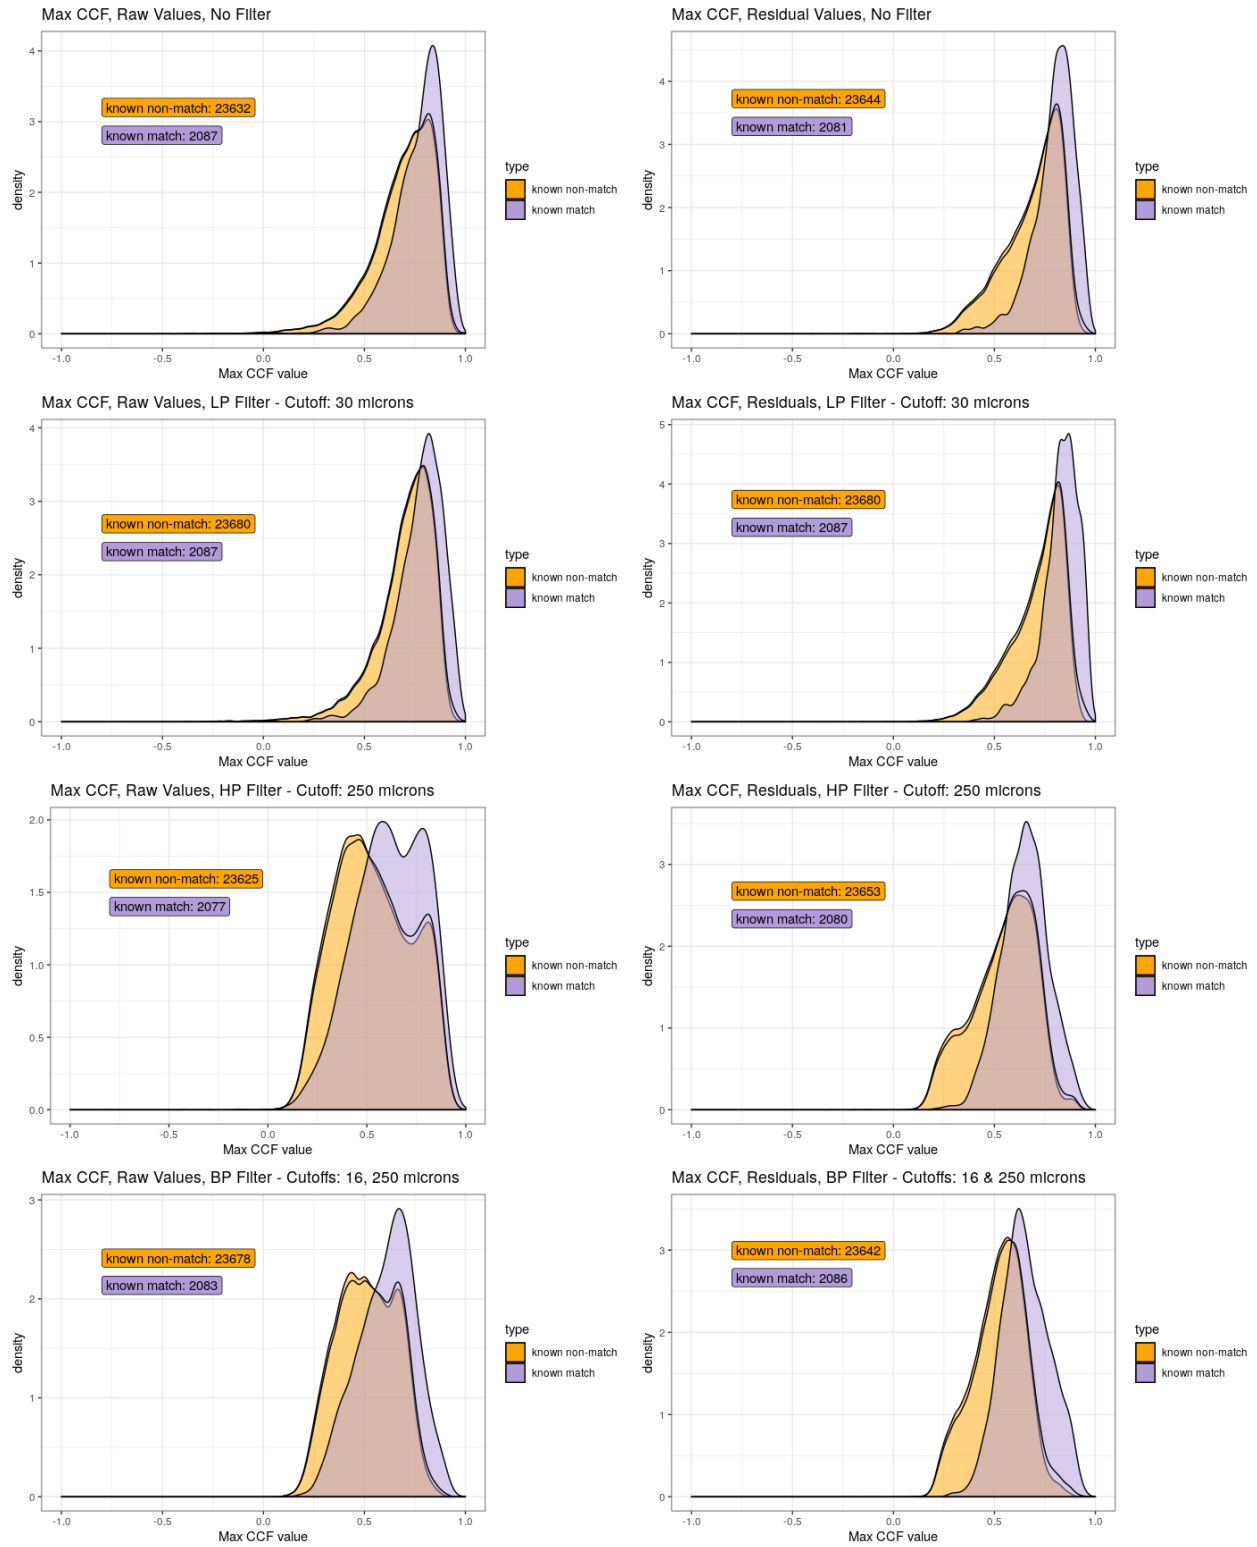 Max CCF, Raw Values, No Filter
4
3
2
1
0
density
known non-match: 23632
known match: 2087
-1.0 -0.5 0.0 0.5 1.0
Max CCF value
type
known non-match
known match
Max CCF, Residual Values, No Filter
4
3
2
1
0
density
known non-match: 23644
known match: 2081
-1.0 -0.5 0.0 0.5 1.0
Max CCF value
type
known non-match
known match
Max CCF, Raw Values, LP Filter - Cutoff: 30 microns
4
3
2
1
0
density
known non-match: 23680
known match: 2087
-1.0 -0.5 0.0 0.5 1.0
Max CCF value
type
known non-match
known match
Max CCF, Residuals, LP Filter - Cutoff: 30 microns
5
4
3
2
1
0
density
known non-match: 23680
known match: 2087
-1.0 -0.5 0.0 0.5 1.0
Max CCF value
type
known non-match
known match
Max CCF, Raw Values, HP Filter - Cutoff: 250 microns
2.0
1.5
1.0
0.5
0.0
density
known non-match: 23625
known match: 2077
-1.0 -0.5 0.0 0.5 1.0
Max CCF value
type
known non-match
known match
Max CCF, Residuals, HP Filter - Cutoff: 250 microns
3
2
1
0
density
known non-match: 23653
known match: 2080
-1.0 -0.5 0.0 0.5 1.0
Max CCF value
type
known non-match
known match
Max CCF, Raw Values, BP Filter - Cutoffs: 16, 250 microns
3
2
1
0
density
known non-match: 23678
known match: 2083
-1.0 -0.5 0.0 0.5 1.0
Max CCF value
type
known non-match
known match
Max CCF, Residuals, BP Filter - Cutoffs: 16 & 250 microns
3
2
1
0
density
known non-match: 23642
known match: 2086
-1.0 -0.5 0.0 0.5 1.0
Max CCF value
type
known non-match
known match